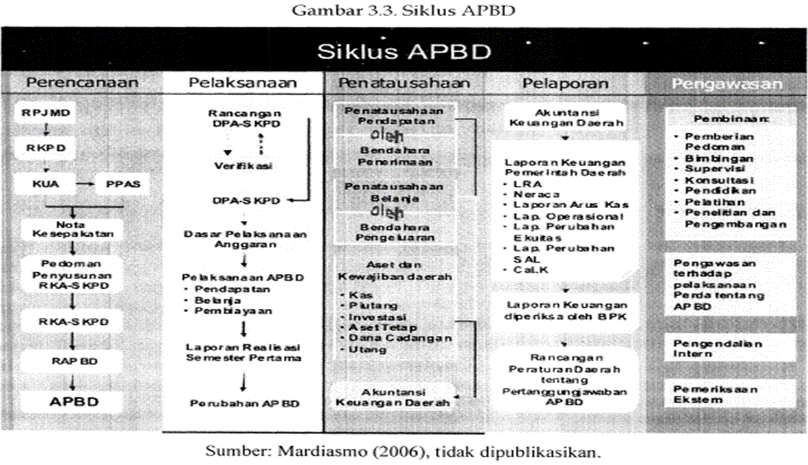 Gambar 3.3. Siklus APBD
Siklus APBD
Perencanaan
RPJMD
RKPD
KUA
PPAS
Nota
Kesepakatan
Pedoman
Penyusunan
RKA-SKPD
RKA-SKPD
RAPBD
APBD
Pelaksanaan
Rancangan
DPA-SKPD
Verifikasi
DPA-SKPD
Dasar Pelaksanaan
Anggaran
Pelaksanaan APBD
• Pendapatan
• Belanja
• Pembiayaan
Laporan Realisasi
Semester Pertama
Perubahan APBD
Penatausahaan
Penatausahaan
Pendapatan
oleh
Bendahara
Penerimaan
Penatausahaan
Belanja
oleh
Bendahara
Pengeluaran
Aset dan
Kewajiban daerah
• Kas
• Piutang
• Investasi
• Aset Tetap
• Dana Cadangan
• Utang
Akuntansi
Keuangan Daerah
Pelaporan
Akuntansi
Keuangan Daerah
Laporan Keuangan
Pemerintah Daerah
• LRA
• Neraca
• Laporan Arus Kas
• Lap. Operasional
• Lap. Perubahan
Ekuitas
• Lap. Perubahan
SAL
• CaLK
Laporan Keuangan
diperiksa oleh BPK
Rancangan
Peraturan Daerah
tentang
Pertanggungjawaban
APBD
Pengawasan
Pembinaan:
• Pemberian
Pedoman
• Bimbingan
• Supervisi
• Konsultasi
• Pendidikan
• Pelatihan
• Penelitian dan
Pengembangan
Pengawasan
terhadap
pelaksanaan
Perda tentang
APBD
Pengendalian
Intern
Pemeriksaan
Ekstern
Sumber: Mardiasmo (2006), tidak dipublikasikan.